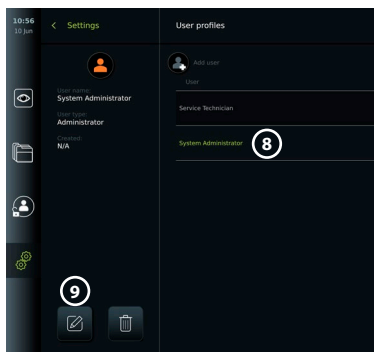 10:56
10 Jun
Settings
User name:
System Administrator
User type:
Administrator
Created:
N/A
User profiles
Add user
User
Service Technician
System Administrator
8
9